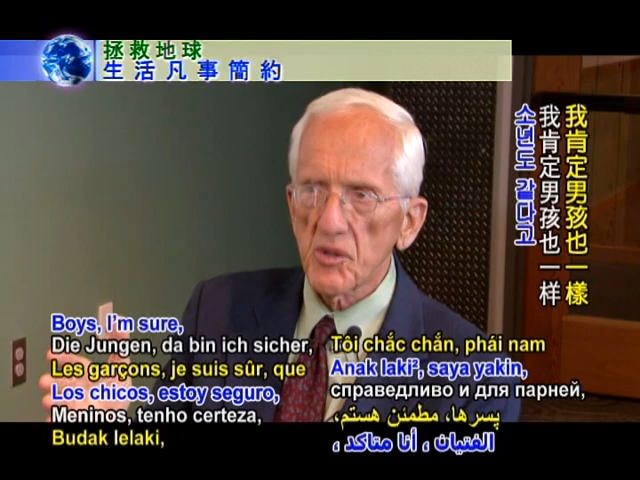 拯救地球
生活凡事簡約
我肯定男孩也一樣
我肯定男孩也一样
소년도 같다고
Boys, I'm sure,
Die Jungen, da bin ich sicher,
Les garçons, je suis sûr, que
Los chicos, estoy seguro,
Meninos, tenho certeza,
Budak lelaki,
Tôi chắc chắn, phái nam
Anak laki², saya yakin,
справедливо и для парней,
پسرها، مطمئن هستم،
الفتيان ، أنا متأكد ،